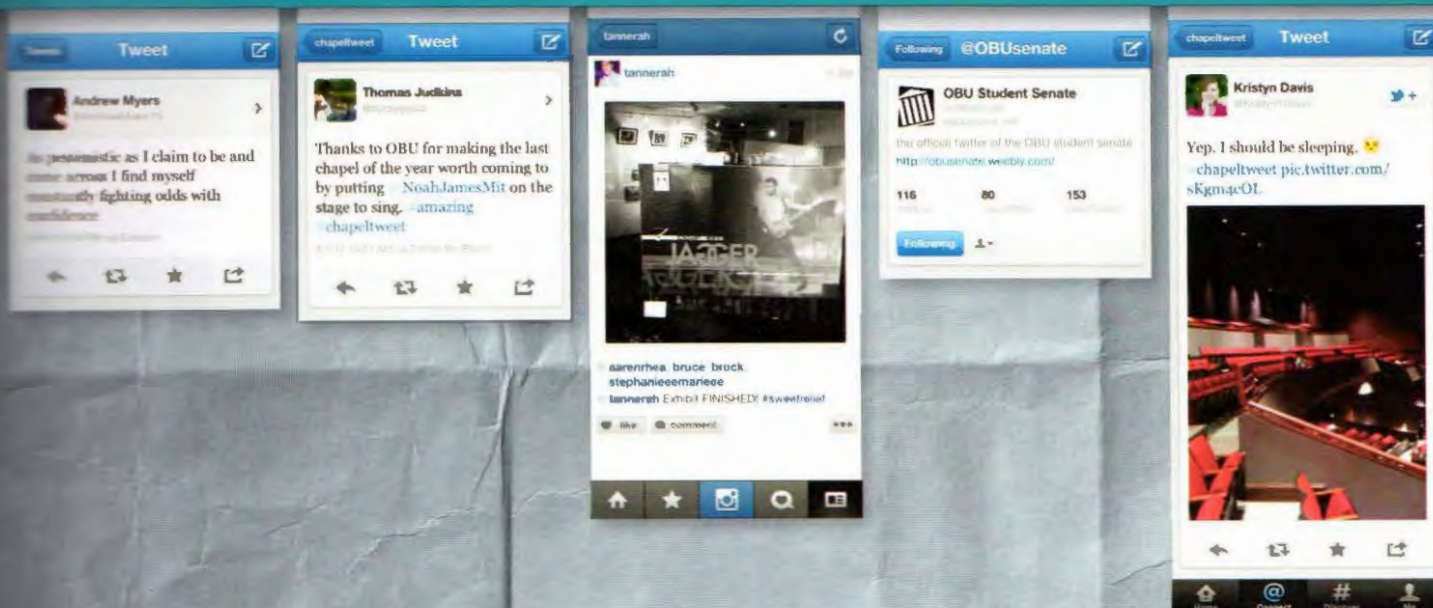 Tweet
Andrew Myers
as I claim to be and
across I find myself
fighting odds with
confidence
chapeltweet
Tweet
Thomas Judkins
Thanks to OBU for making the last
chapel of the year worth coming to
by putting NoahJamesMit on the
stage to sing. amazing
chapeltweet
tannerah
tannerah
JAGGER
aarenrhea bruce brock
stephanieeemarieee
tannerah Exhibit FINISHED! #sweetrelief
like comment
Following
@OBUsenate
OBU Student Senate
the official twitter of the OBU student senate
http://obusenate.weebly.com/
116 80 153
Following
chapeltweet
Tweet
Kristyn Davis
Yep. I should be sleeping.
chapeltweet pic.twitter.com/
sKgm4cOL
@ #
Connect